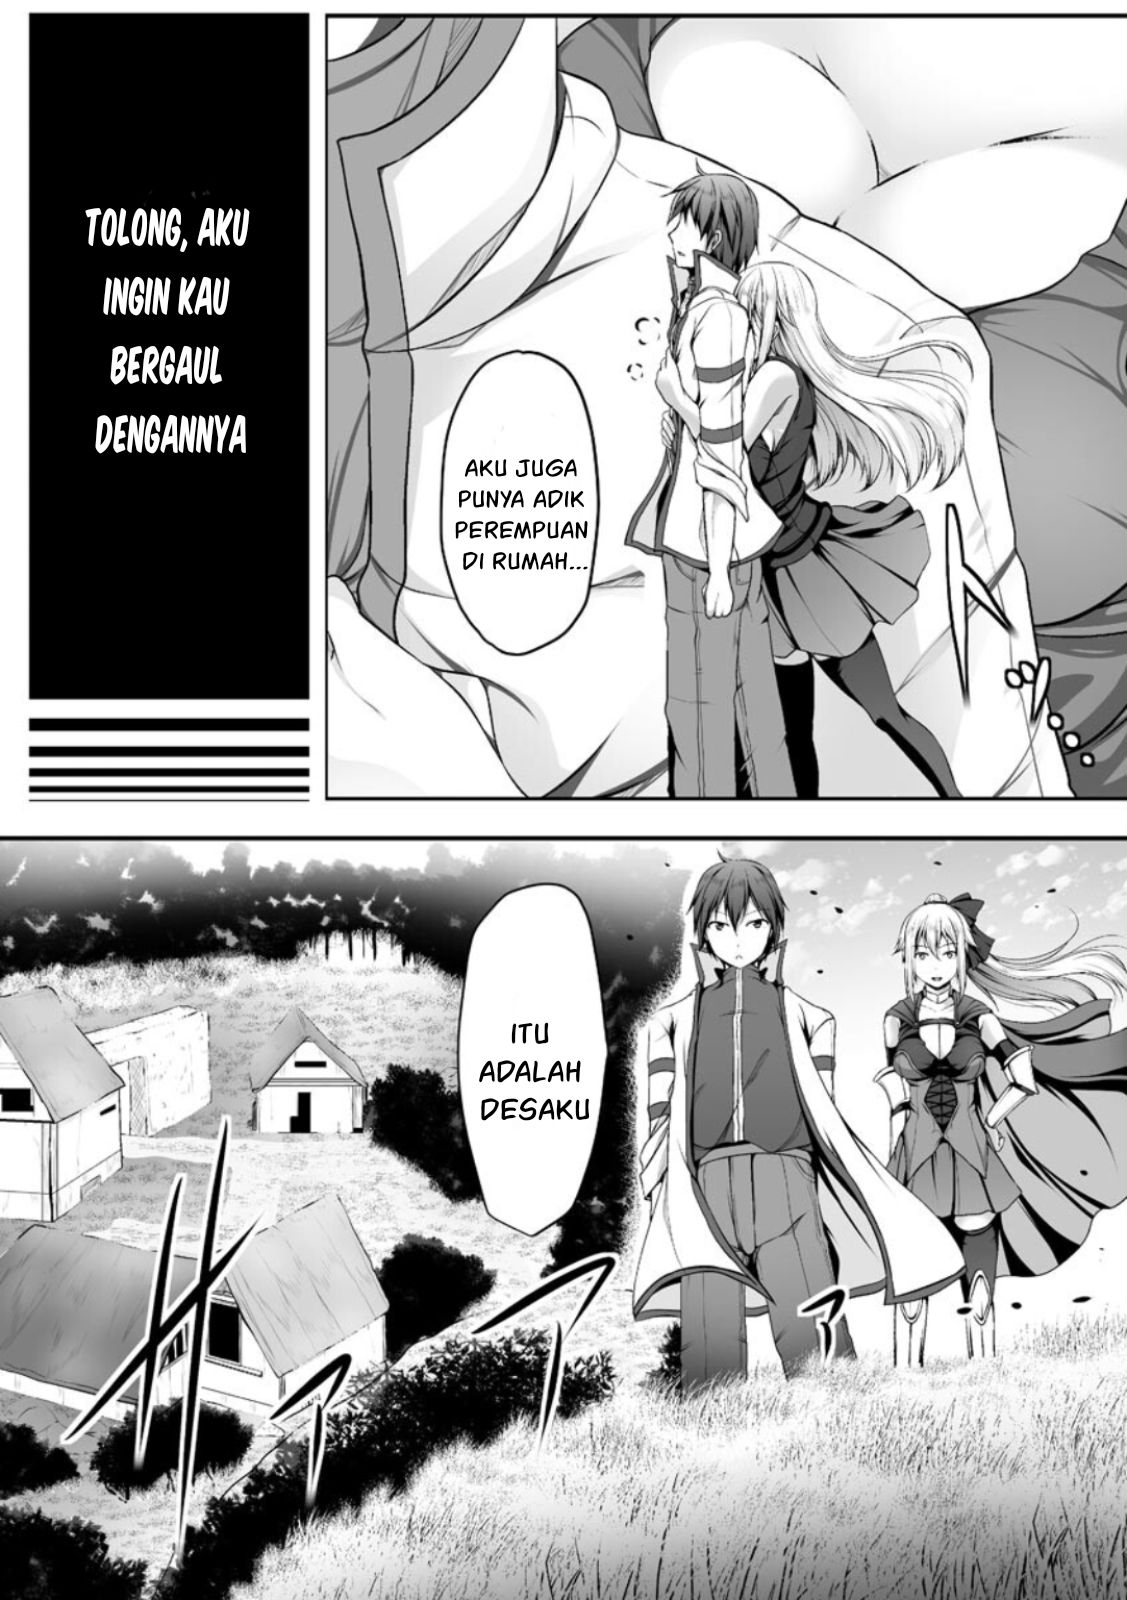 AKU JUGA
PUNYA ADIK
PEREMPUAN
DI RUMAH...
TOLONG, AKU
INGIN KAU
BERGAUL
DENGANNYA
ITU
ADALAH
DESAKU